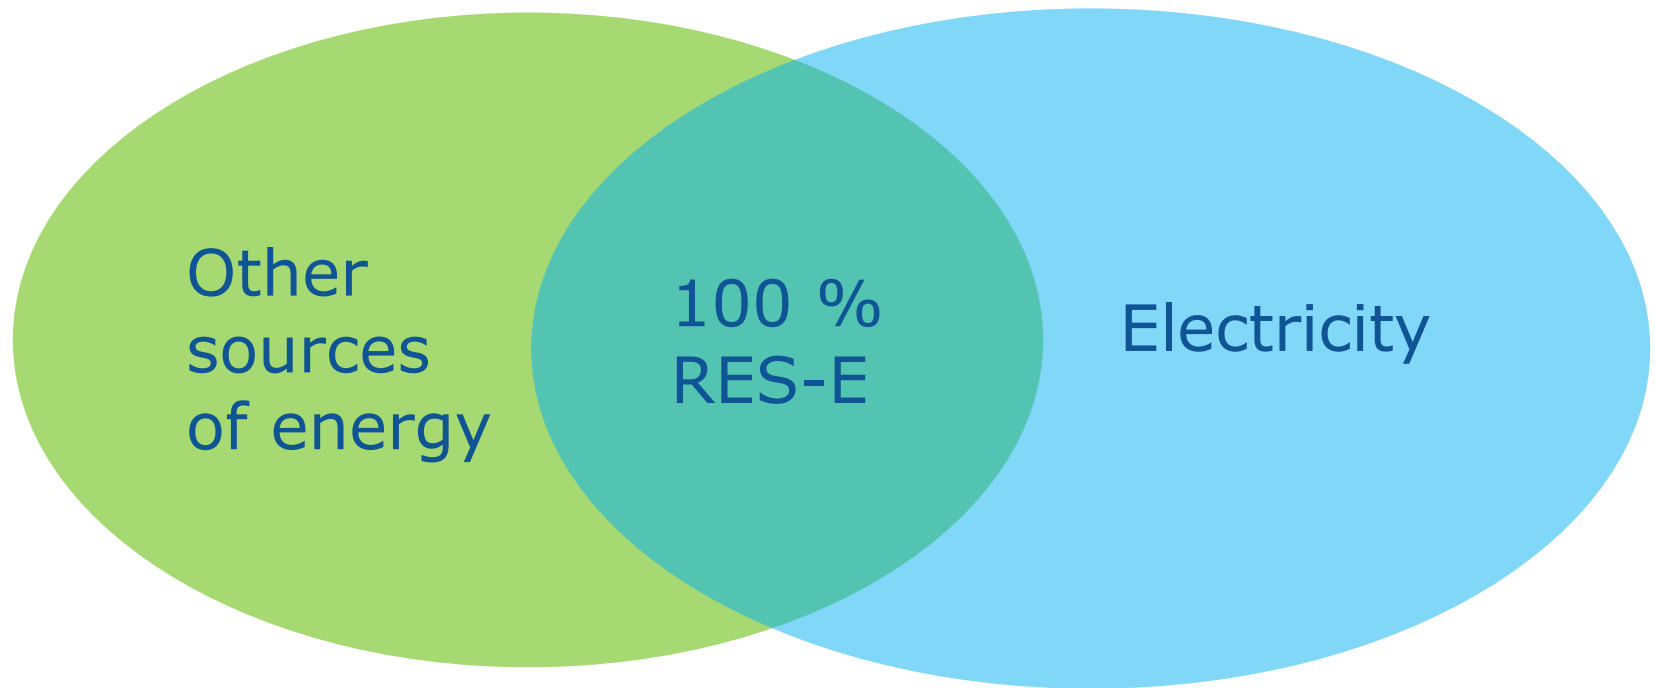 Other
sources
of energy
100 %
RES-E
Electricity